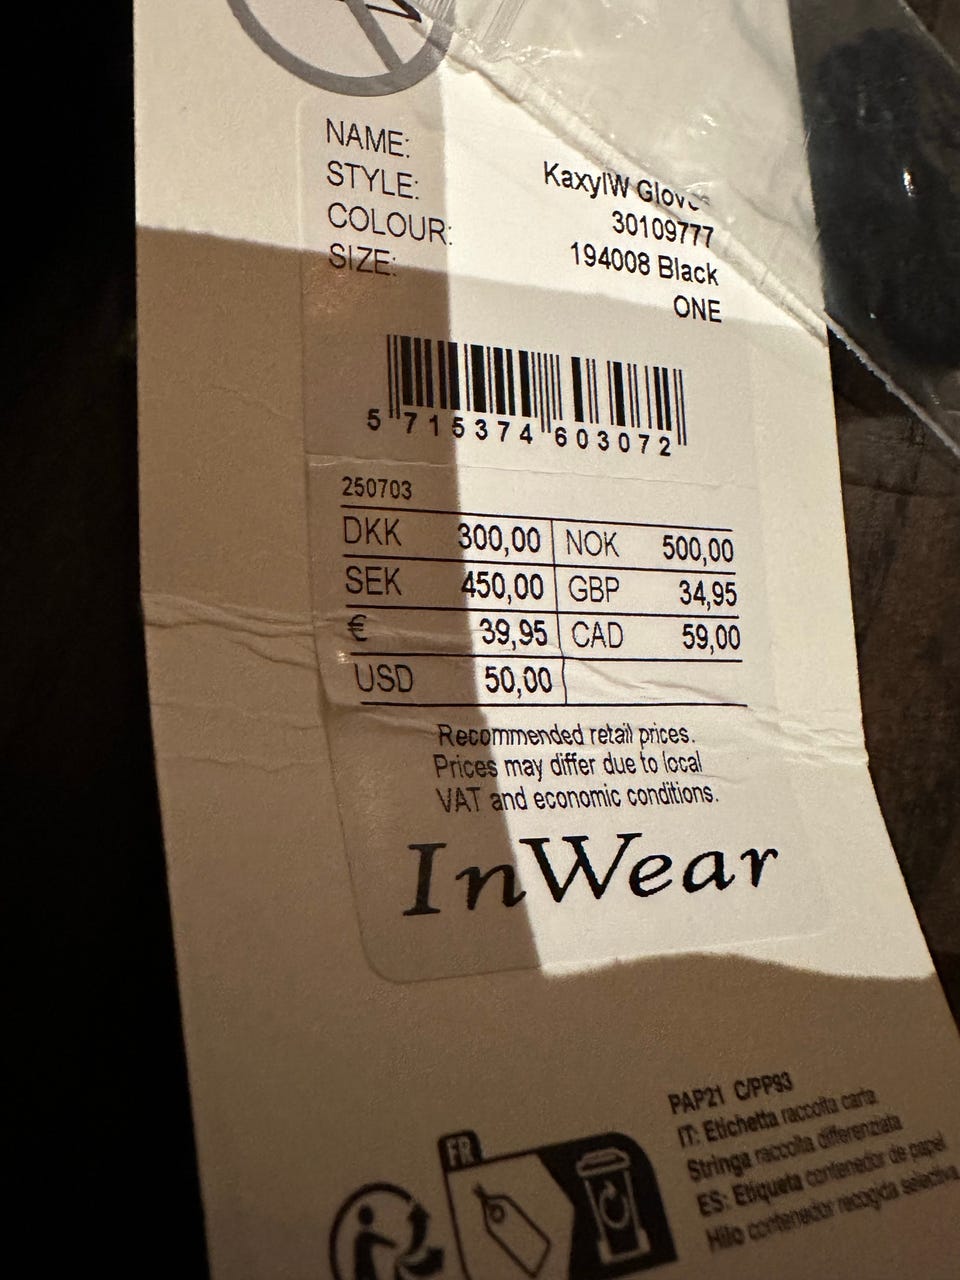 NAME: KaxyIW Gloves
STYLE: 30109777
COLOUR: 194008 Black
SIZE: ONE
5 715374 603072
250703
DKK 300,00 NOK 500,00
SEK 450,00 GBP 34,95
€ 39,95 CAD 59,00
USD 50,00
Recommended retail prices.
Prices may differ due to local
VAT and economic conditions.
InWear
PAP21 C/PP93
IT: Etichetta raccolta carta
Stringa raccolta differenziata
ES: Etiqueta contenedor de papel
Hilo contenedor recogida selectiva
FR